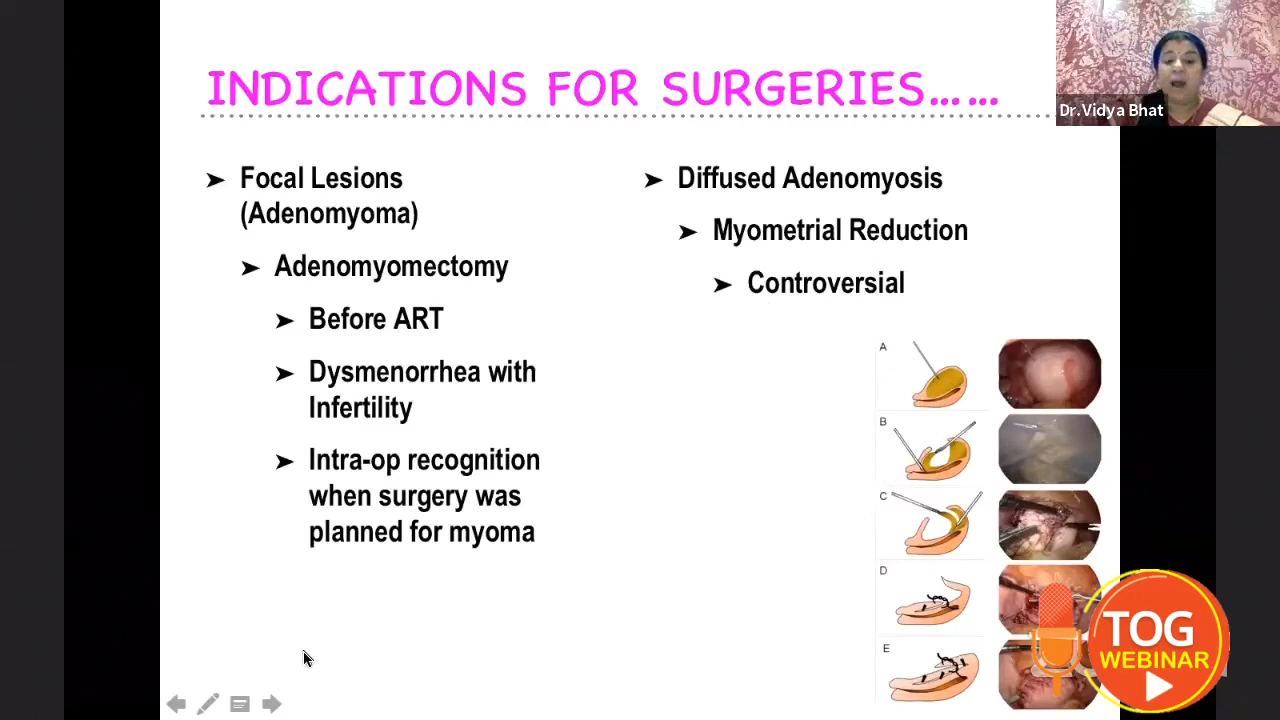 INDICATIONS FOR SURGERIES……
Dr.Vidya Bhat
➤ Focal Lesions
(Adenomyoma)
➤ Adenomyomectomy
➤ Before ART
➤ Dysmenorrhea with
Infertility
➤ Intra-op recognition
when surgery was
planned for myoma
➤ Diffused Adenomyosis
➤ Myometrial Reduction
➤ Controversial
A
B
C
D
E
TOG
WEBINAR